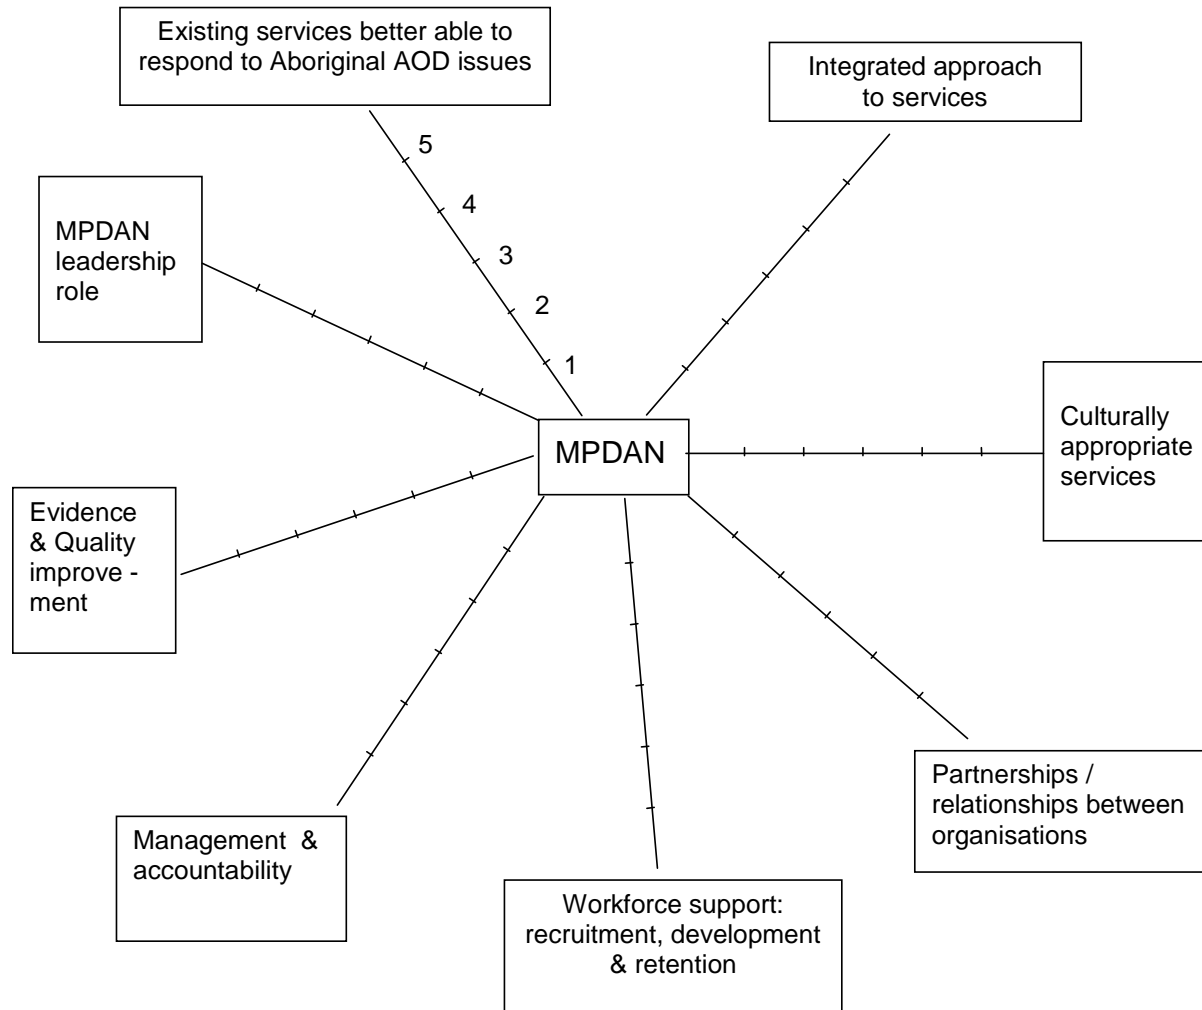 Existing services better able to
respond to Aboriginal AOD issues
Integrated approach
to services
5
4
3
2
1
MPDAN
leadership
role
MPDAN
Culturally
appropriate
services
Evidence
& Quality
improve -
ment
Partnerships /
relationships between
organisations
Management  &
accountability
Workforce support:
recruitment, development
& retention